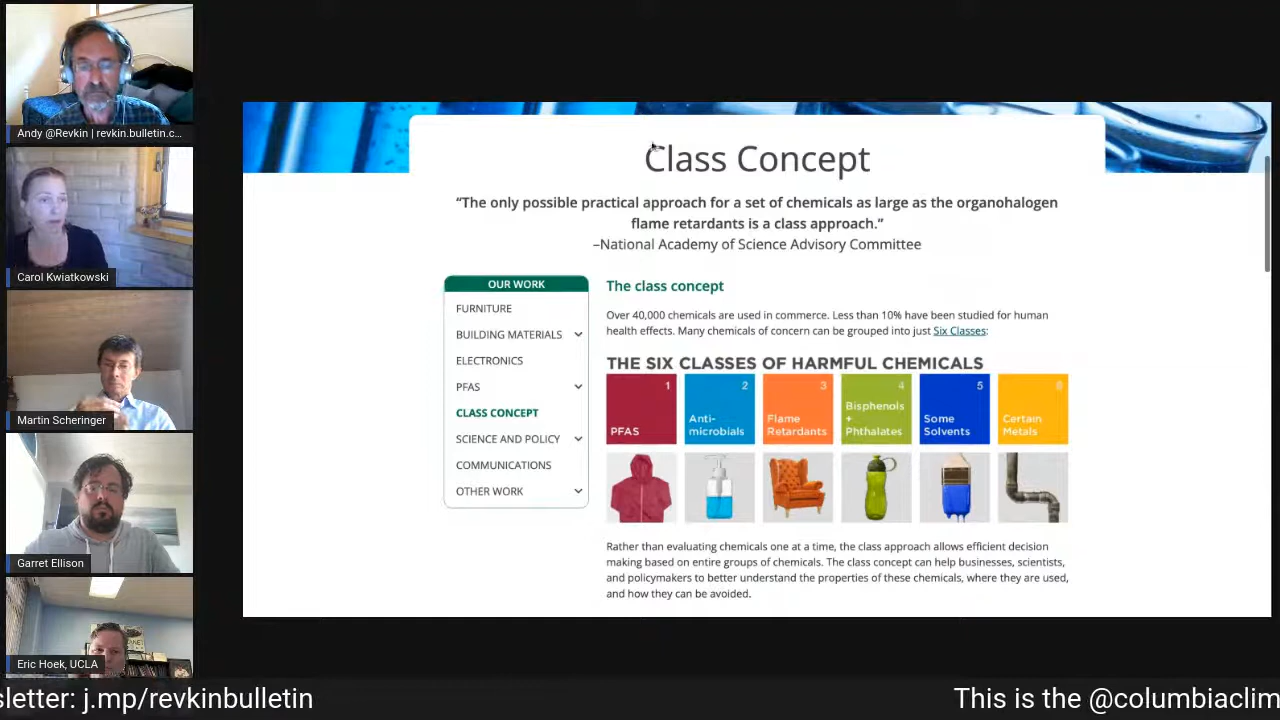 Andy @Revkin | revkin.bulletin.c...
Carol Kwiatkowski
Martin Scheringer
Garret Ellison
Eric Hoek, UCLA
Class Concept
“The only possible practical approach for a set of chemicals as large as the organohalogen
flame retardants is a class approach.”
–National Academy of Science Advisory Committee
OUR WORK
FURNITURE
BUILDING MATERIALS
ELECTRONICS
PFAS
CLASS CONCEPT
SCIENCE AND POLICY
COMMUNICATIONS
OTHER WORK
The class concept
Over 40,000 chemicals are used in commerce. Less than 10% have been studied for human
health effects. Many chemicals of concern can be grouped into just Six Classes:
THE SIX CLASSES OF HARMFUL CHEMICALS
1
PFAS
2
Anti-
microbials
3
Flame
Retardants
4
Bisphenols
+
Phthalates
5
Some
Solvents
6
Certain
Metals
Rather than evaluating chemicals one at a time, the class approach allows efficient decision
making based on entire groups of chemicals. The class concept can help businesses, scientists,
and policymakers to better understand the properties of these chemicals, where they are used,
and how they can be avoided.
sletter: j.mp/revkinbulletin
This is the @columbiaclim